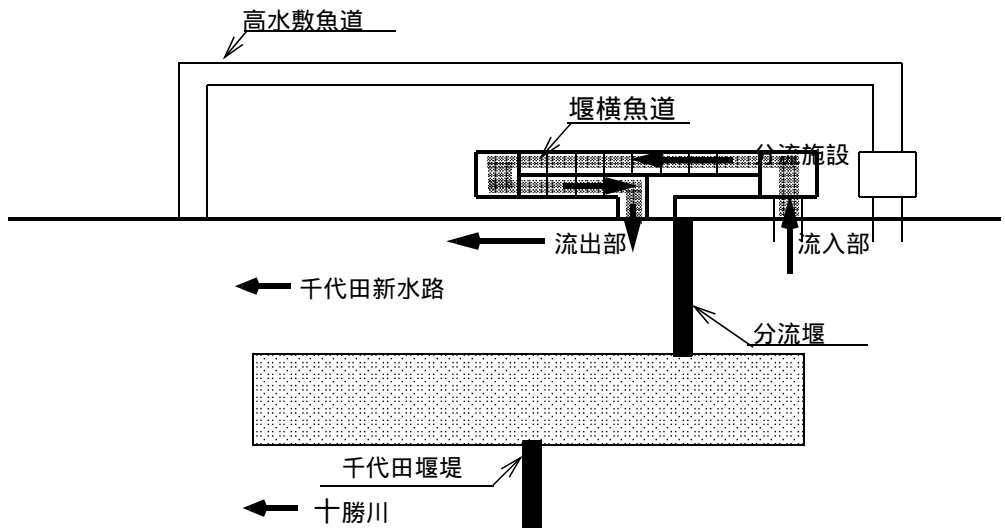 高水敷魚道
堰横魚道
分流施設
流出部
流入部
千代田新水路
分流堰
千代田堰堤
十勝川